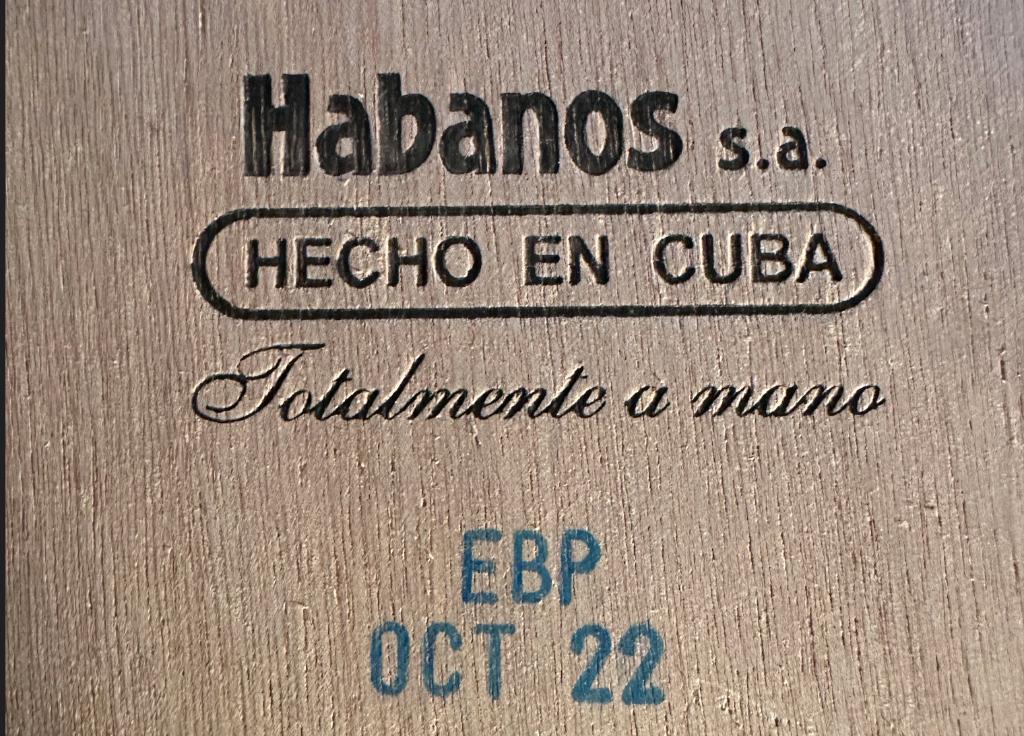 Habanos s.a.
HECHO EN CUBA
Totalmente a mano
EBP
OCT 22